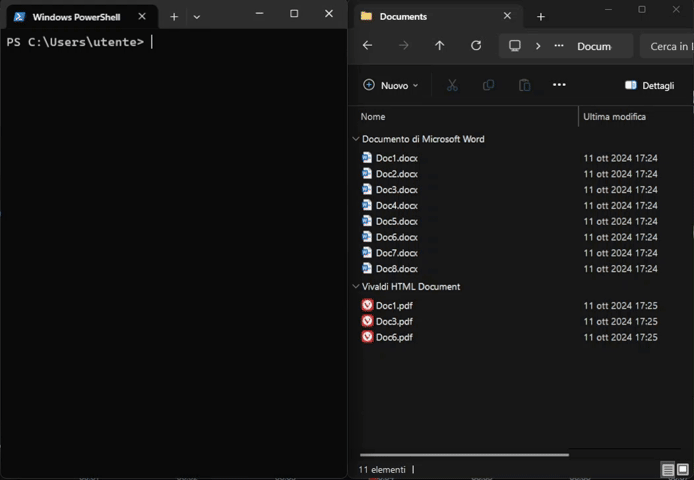 Windows PowerShell
PS C:\Users\utente>
Documents
Docum
Cerca in
Nuovo
Dettagli
Nome Ultima modifica
Documento di Microsoft Word
Doc1.docx 11 ott 2024 17:24
Doc2.docx 11 ott 2024 17:24
Doc3.docx 11 ott 2024 17:24
Doc4.docx 11 ott 2024 17:24
Doc5.docx 11 ott 2024 17:24
Doc6.docx 11 ott 2024 17:24
Doc7.docx 11 ott 2024 17:24
Doc8.docx 11 ott 2024 17:24
Vivaldi HTML Document
Doc1.pdf 11 ott 2024 17:25
Doc3.pdf 11 ott 2024 17:25
Doc6.pdf 11 ott 2024 17:25
11 elementi